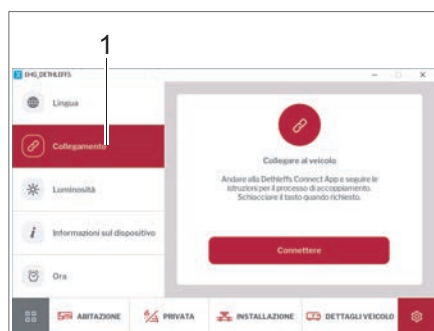 1
EHG_DETHLEFFS
Lingua
Collegamento
Luminosità
Informazioni sul dispositivo
Ora
Collegare al veicolo
Andare alla Dethleffs Connect App e seguire le
istruzioni per il processo di accoppiamento.
Schiacciare il tasto quando richiesto.
Connettere
ABITAZIONE
PRIVATA
INSTALLAZIONE
DETTAGLI VEICOLO